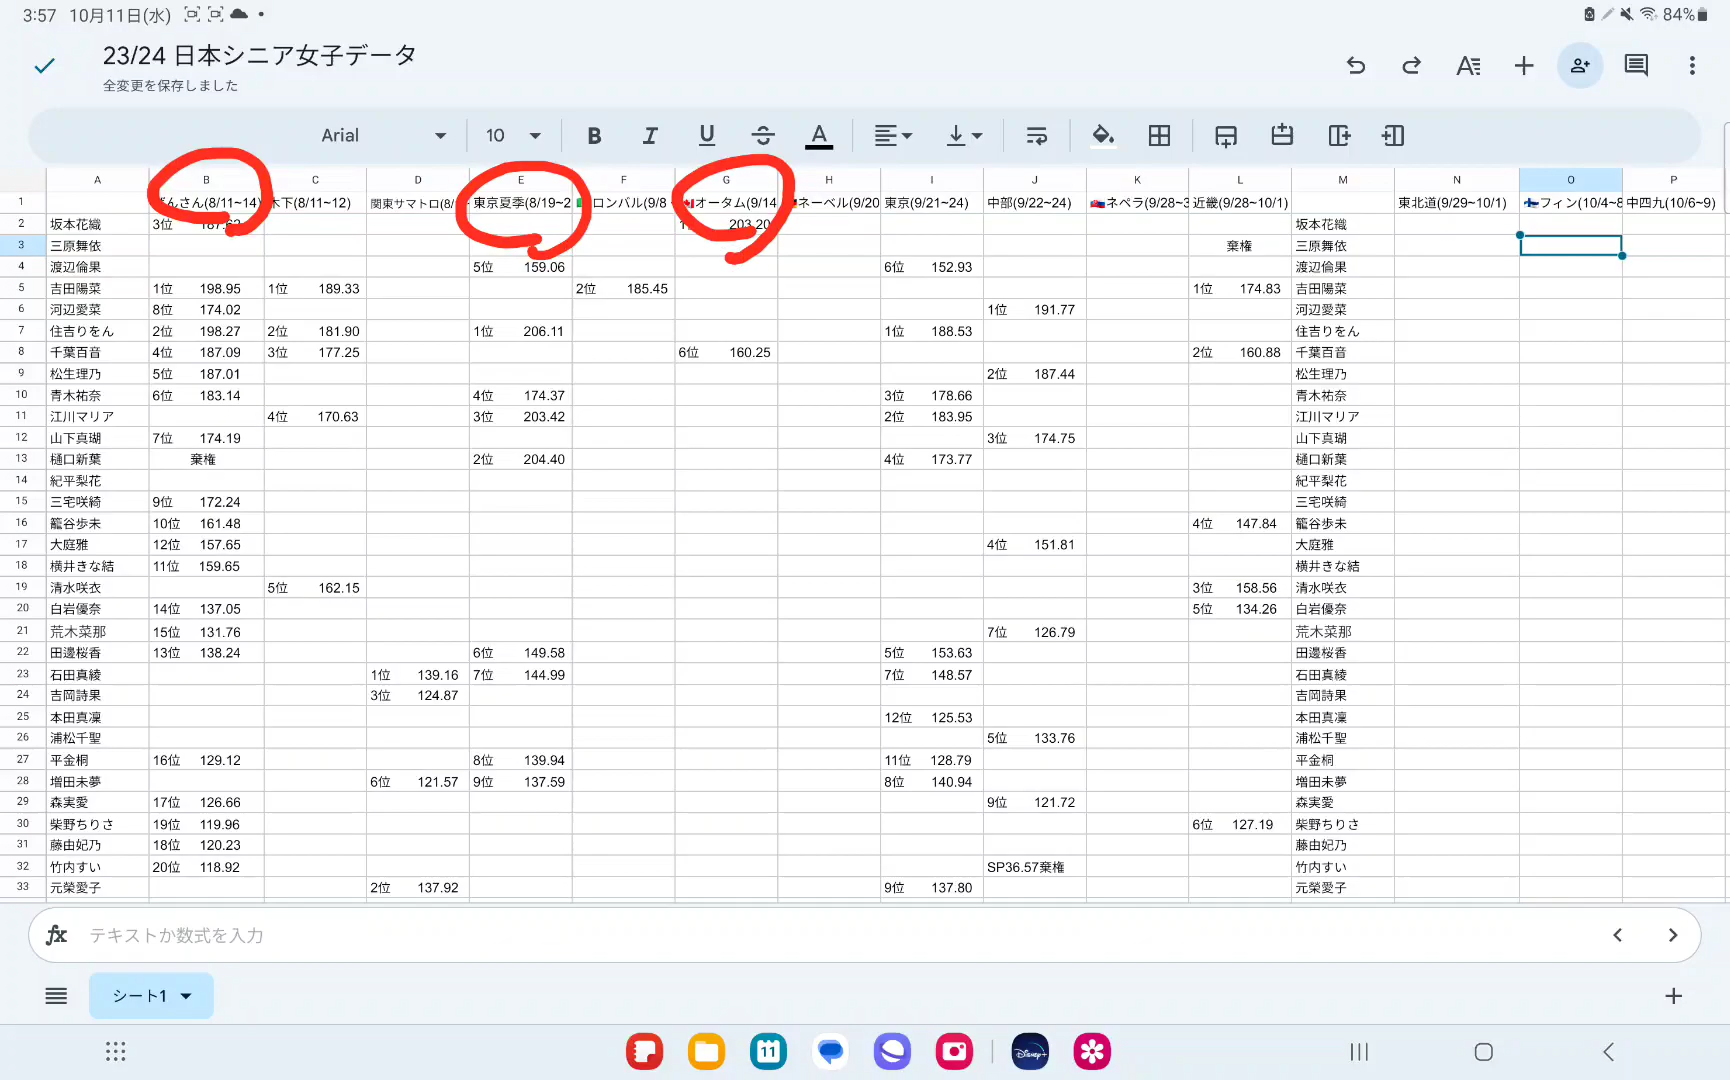 3:57 10月11日(水)
84%
23/24 日本シニア女子データ
全変更を保存しました
Arial 10 B I U S A
A B C D E F G H I J K L M N O P
1 げんさん(8/11~14) 木下(8/11~12) 関東サマトロ(8/ 東京夏季(8/19~2 ロンバル(9/8 オータム(9/14 ネーベル(9/20 東京(9/21~24) 中部(9/22~24) ネペラ(9/28~3 近畿(9/28~10/1) 東北道(9/29~10/1) フィン(10/4~8 中四九(10/6~9)
2 坂本花織 3位 187.62 203.20 坂本花織
3 三原舞依 棄権 三原舞依
4 渡辺倫果 5位 159.06 6位 152.93 渡辺倫果
5 吉田陽菜 1位 198.95 1位 189.33 2位 185.45 1位 174.83 吉田陽菜
6 河辺愛菜 8位 174.02 1位 191.77 河辺愛菜
7 住吉りをん 2位 198.27 2位 181.90 1位 206.11 1位 188.53 住吉りをん
8 千葉百音 4位 187.09 3位 177.25 6位 160.25 2位 160.88 千葉百音
9 松生理乃 5位 187.01 2位 187.44 松生理乃
10 青木祐奈 6位 183.14 4位 174.37 3位 178.66 青木祐奈
11 江川マリア 4位 170.63 3位 203.42 2位 183.95 江川マリア
12 山下真瑚 7位 174.19 3位 174.75 山下真瑚
13 樋口新葉 棄権 2位 204.40 4位 173.77 樋口新葉
14 紀平梨花 紀平梨花
15 三宅咲綺 9位 172.24 三宅咲綺
16 籠谷歩未 10位 161.48 4位 147.84 籠谷歩未
17 大庭雅 12位 157.65 4位 151.81 大庭雅
18 横井きな結 11位 159.65 横井きな結
19 清水咲衣 5位 162.15 3位 158.56 清水咲衣
20 白岩優奈 14位 137.05 5位 134.26 白岩優奈
21 荒木菜那 15位 131.76 7位 126.79 荒木菜那
22 田邊桜香 13位 138.24 6位 149.58 5位 153.63 田邊桜香
23 石田真綾 1位 139.16 7位 144.99 7位 148.57 石田真綾
24 吉岡詩果 3位 124.87 吉岡詩果
25 本田真凜 12位 125.53 本田真凜
26 浦松千聖 5位 133.76 浦松千聖
27 平金桐 16位 129.12 8位 139.94 11位 128.79 平金桐
28 増田未夢 6位 121.57 9位 137.59 8位 140.94 増田未夢
29 森実愛 17位 126.66 9位 121.72 森実愛
30 柴野ちりさ 19位 119.96 6位 127.19 柴野ちりさ
31 藤由妃乃 18位 120.23 藤由妃乃
32 竹内すい 20位 118.92 SP36.57棄権 竹内すい
33 元榮愛子 2位 137.92 9位 137.80 元榮愛子
fx テキストか数式を入力
シート1
11
Disney+